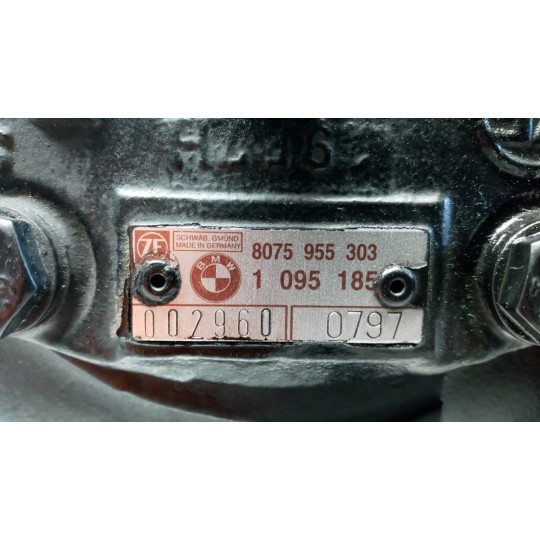 ZF
SCHWÄB. GMÜND
MADE IN GERMANY
8075 955 303
BMW
1 095 185
002960
0797